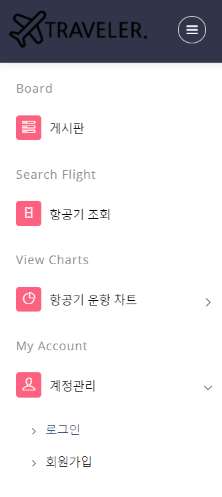 TRAVELER.
Board
게시판
Search Flight
항공기 조회
View Charts
항공기 운항 차트
My Account
계정관리
로그인
회원가입